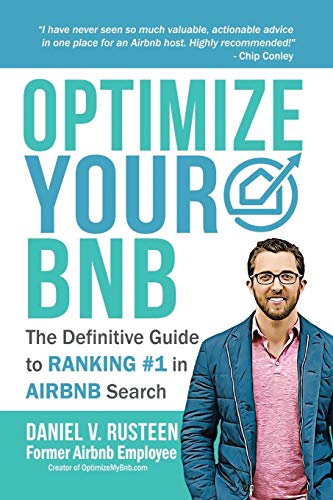 "I have never seen so much valuable, actionable advice
in one place for an Airbnb host. Highly recommended!"
- Chip Conley
OPTIMIZE
YOUR
BNB
The Definitive Guide
to RANKING #1 in
AIRBNB Search
DANIEL V. RUSTEEN
Former Airbnb Employee
Creator of OptimizeMyBnb.com